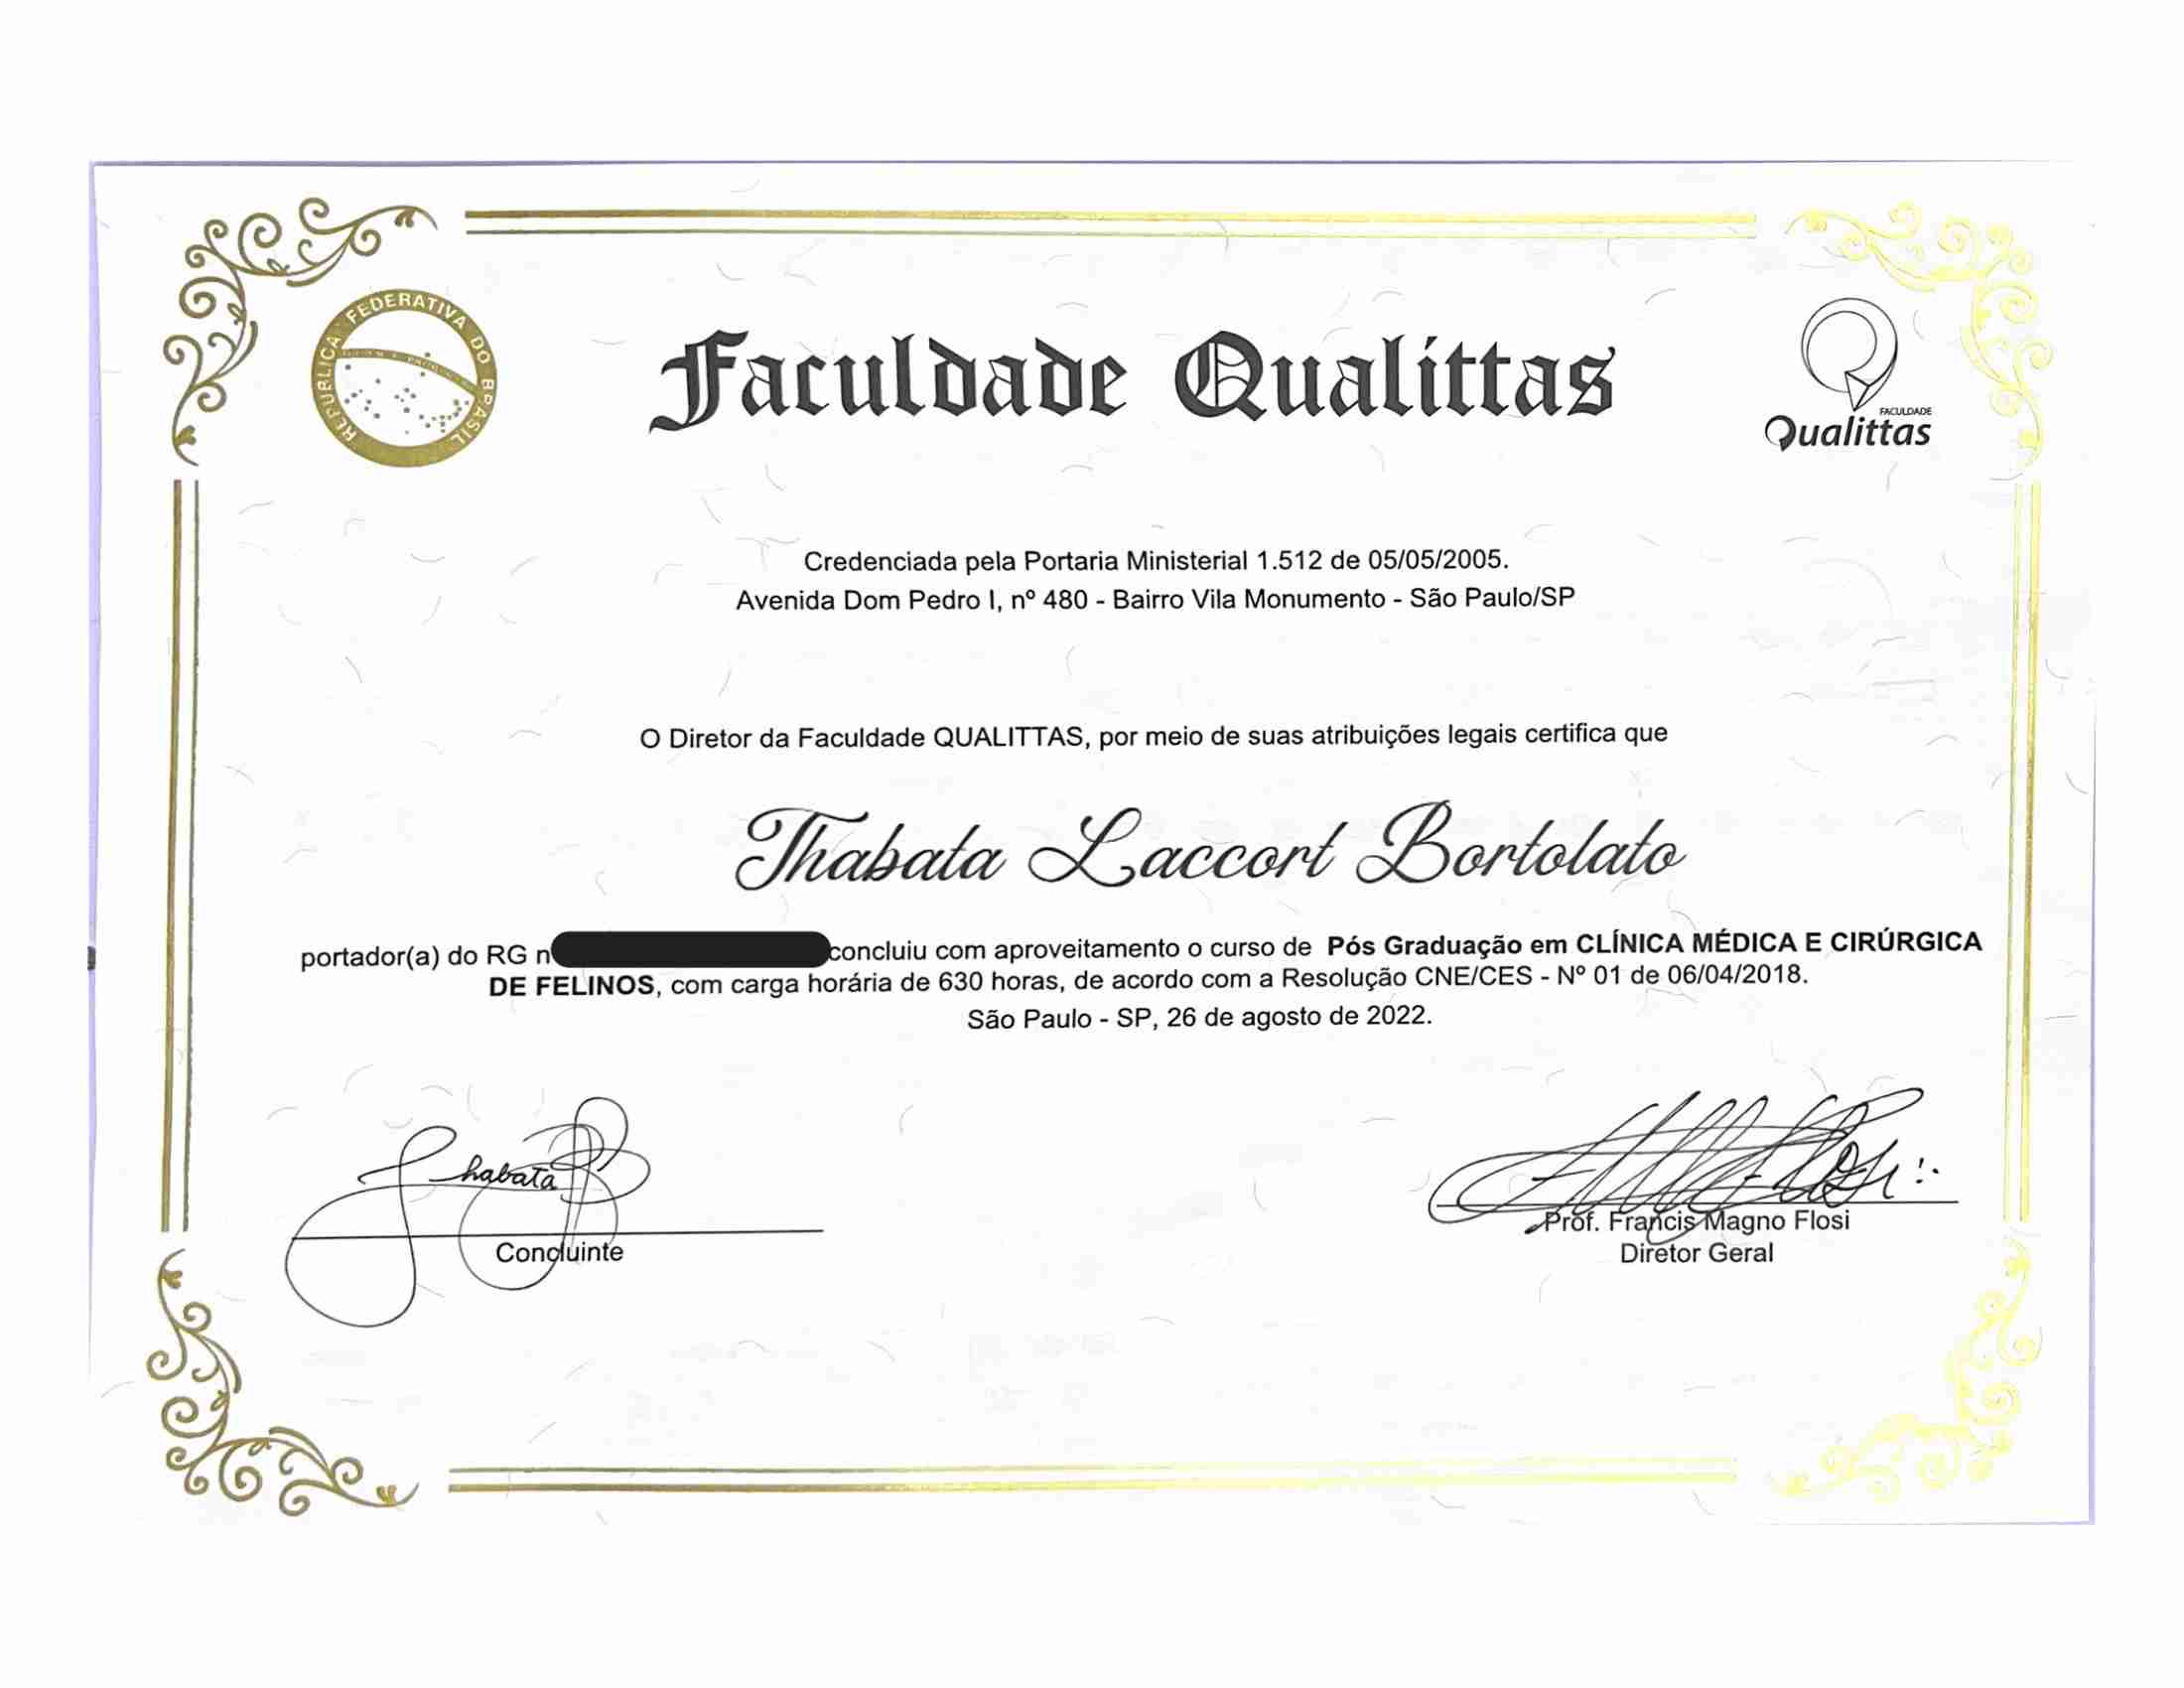 REPÚBLICA FEDERATIVA DO BRASIL
Faculdade Qualittas
FACULDADE
Qualittas
Credenciada pela Portaria Ministerial 1.512 de 05/05/2005.
Avenida Dom Pedro I, nº 480 - Bairro Vila Monumento - São Paulo/SP
O Diretor da Faculdade QUALITTAS, por meio de suas atribuições legais certifica que
Thabata Laccort Bortolato
portador(a) do RG n concluiu com aproveitamento o curso de Pós Graduação em CLÍNICA MÉDICA E CIRÚRGICA
DE FELINOS, com carga horária de 630 horas, de acordo com a Resolução CNE/CES - Nº 01 de 06/04/2018.
São Paulo - SP, 26 de agosto de 2022.
Thabata B
Concluinte
Prof. Francis Magno Flosi
Diretor Geral